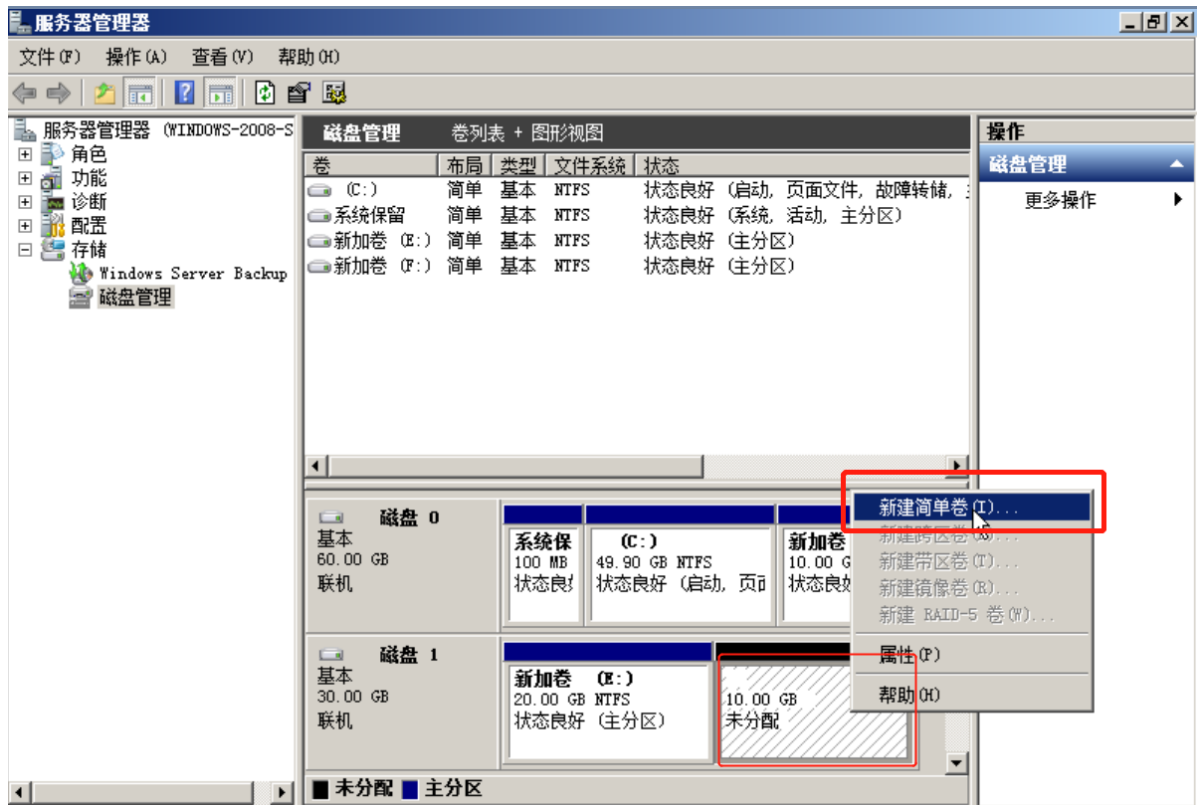 服务器管理器
文件(F) 操作(A) 查看(V) 帮助(H)
服务器管理器 (WINDOWS-2008-S
角色
功能
诊断
配置
存储
Windows Server Backup
磁盘管理
磁盘管理 卷列表 + 图形视图
卷 布局 类型 文件系统 状态
(C:) 简单 基本 NTFS 状态良好 (启动, 页面文件, 故障转储,
系统保留 简单 基本 NTFS 状态良好 (系统, 活动, 主分区)
新加卷 (E:) 简单 基本 NTFS 状态良好 (主分区)
新加卷 (F:) 简单 基本 NTFS 状态良好 (主分区)
磁盘 0
基本
60.00 GB
联机
系统保
100 MB
状态良
(C:)
49.90 GB NTFS
状态良好 (启动, 页
新加卷
10.00 G
状态良
磁盘 1
基本
30.00 GB
联机
新加卷 (E:)
20.00 GB NTFS
状态良好 (主分区)
10.00 GB
未分配
未分配 主分区
新建简单卷(I)...
新建跨区卷
新建带区卷(T)...
新建镜像卷(R)...
新建 RAID-5 卷(W)...
属性(P)
帮助(H)
操作
磁盘管理
更多操作